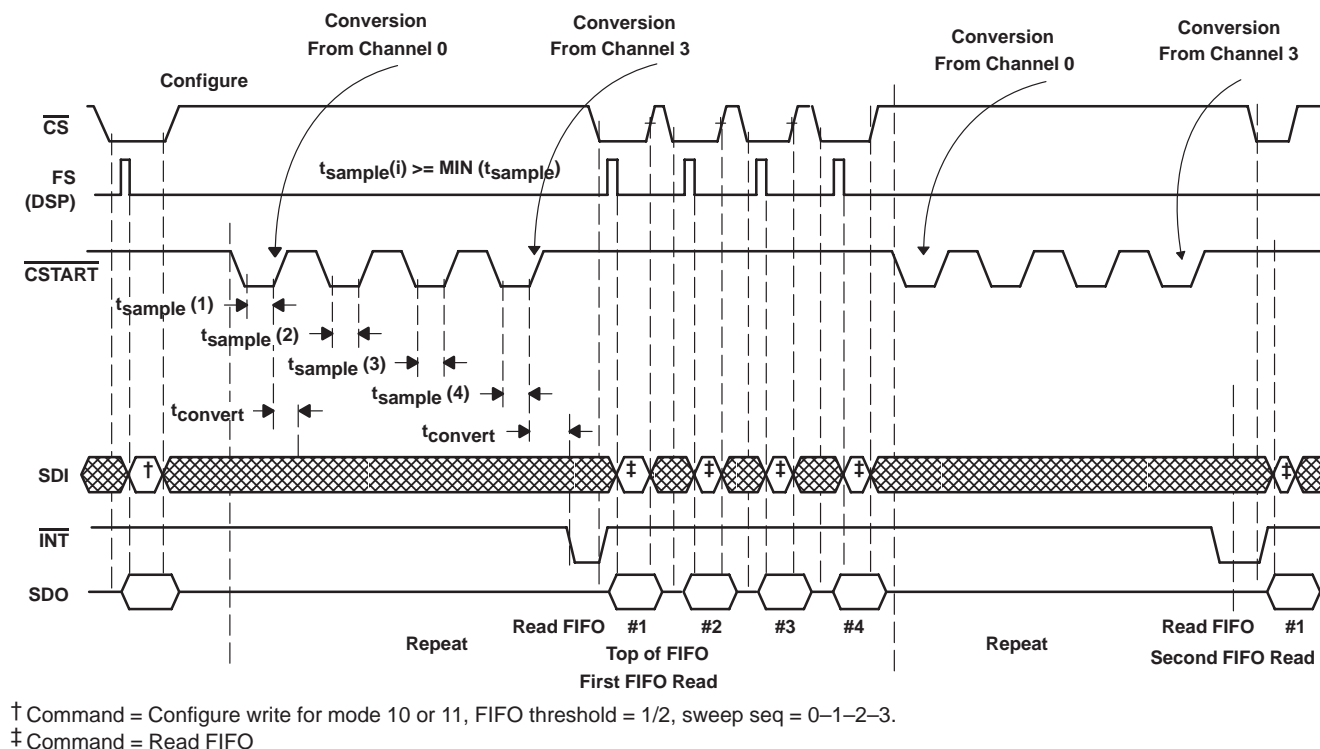 Conversion
From Channel 0
Conversion
From Channel 3
Conversion
From Channel 0
Conversion
From Channel 3
Configure
CS
FS
(DSP)
tsample(i) >= MIN (tsample)
CSTART
tsample (1)
tsample (2)
tsample (3)
tsample (4)
tconvert
tconvert
SDI
†
‡
‡
‡
‡
‡
INT
SDO
Repeat
Read FIFO #1 #2 #3 #4
Top of FIFO
First FIFO Read
Repeat
Read FIFO #1
Second FIFO Read
† Command = Configure write for mode 10 or 11, FIFO threshold = 1/2, sweep seq = 0–1–2–3.
‡ Command = Read FIFO